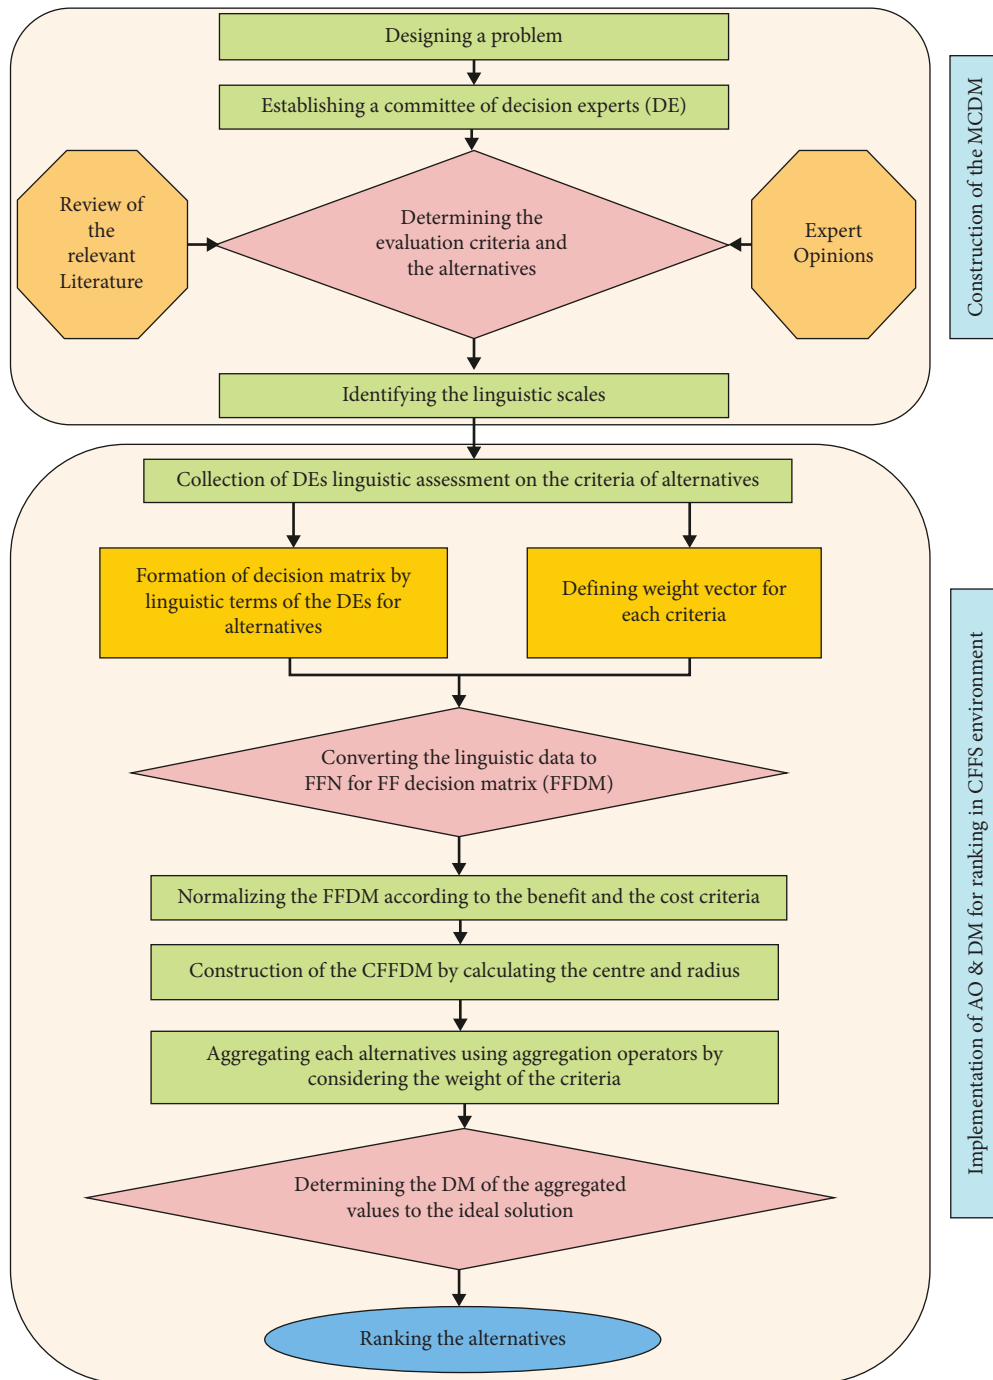 Designing a problem
Establishing a committee of decision experts (DE)
Review of
the
relevant
Literature
Determining the
evaluation criteria and
the alternatives
Expert
Opinions
Identifying the linguistic scales
Construction of the MCDM
Collection of DEs linguistic assessment on the criteria of alternatives
Formation of decision matrix by
linguistic terms of the DEs for
alternatives
Defining weight vector for
each criteria
Converting the linguistic data to
FFN for FF decision matrix (FFDM)
Normalizing the FFDM according to the benefit and the cost criteria
Construction of the CFFDM by calculating the centre and radius
Aggregating each alternatives using aggregation operators by
considering the weight of the criteria
Determining the DM of the aggregated
values to the ideal solution
Ranking the alternatives
Implementation of AO & DM for ranking in CFFS environment